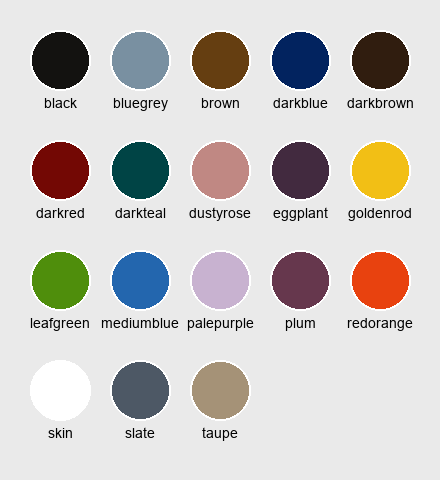 black bluegrey brown darkblue darkbrown
darkred darkteal dustyrose eggplant goldenrod
leafgreen mediumblue palepurple plum redorange
skin slate taupe